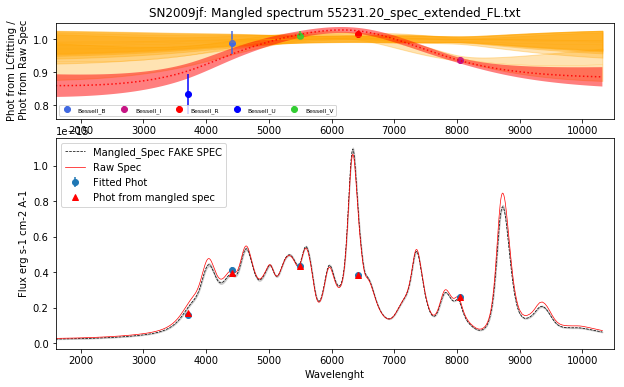 SN2009jf: Mangled spectrum 55231.20_spec_extended_FL.txt
Phot from LCfitting /
Phot from Raw Spec
1.0
0.9
0.8
Bessell_B Bessell_I Bessell_R Bessell_U Bessell_V
2000 3000 4000 5000 6000 7000 8000 9000 10000
Mangled_Spec FAKE SPEC
Raw Spec
Fitted Phot
Phot from mangled spec
Flux erg s-1 cm-2 A-1
1.0
0.8
0.6
0.4
0.2
0.0
2000 3000 4000 5000 6000 7000 8000 9000 10000
Wavelenght